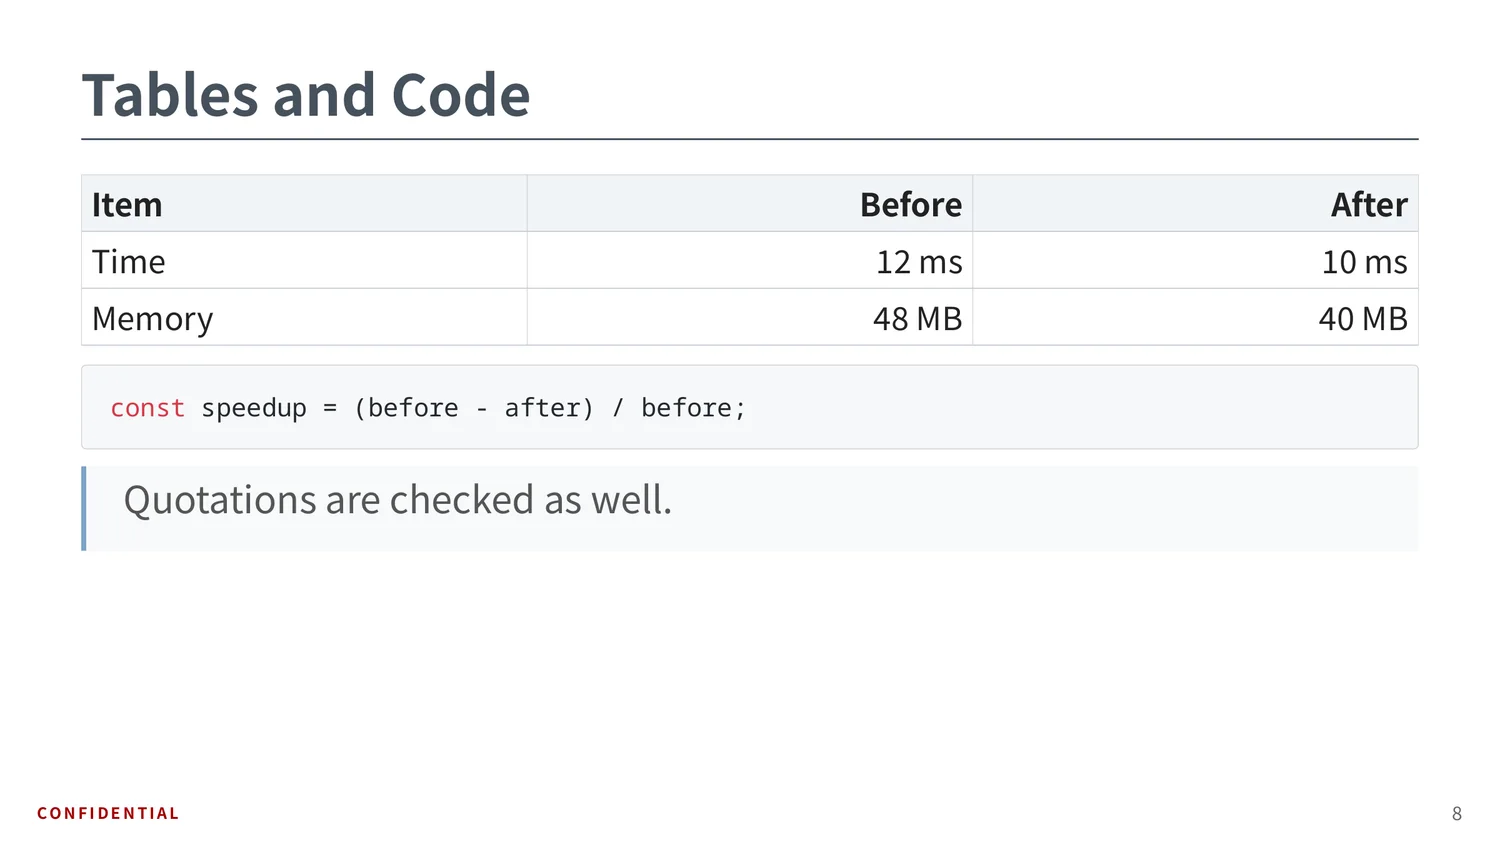 Tables and Code
Item Before After
Time 12 ms 10 ms
Memory 48 MB 40 MB
const speedup = (before - after) / before;
Quotations are checked as well.
CONFIDENTIAL
8